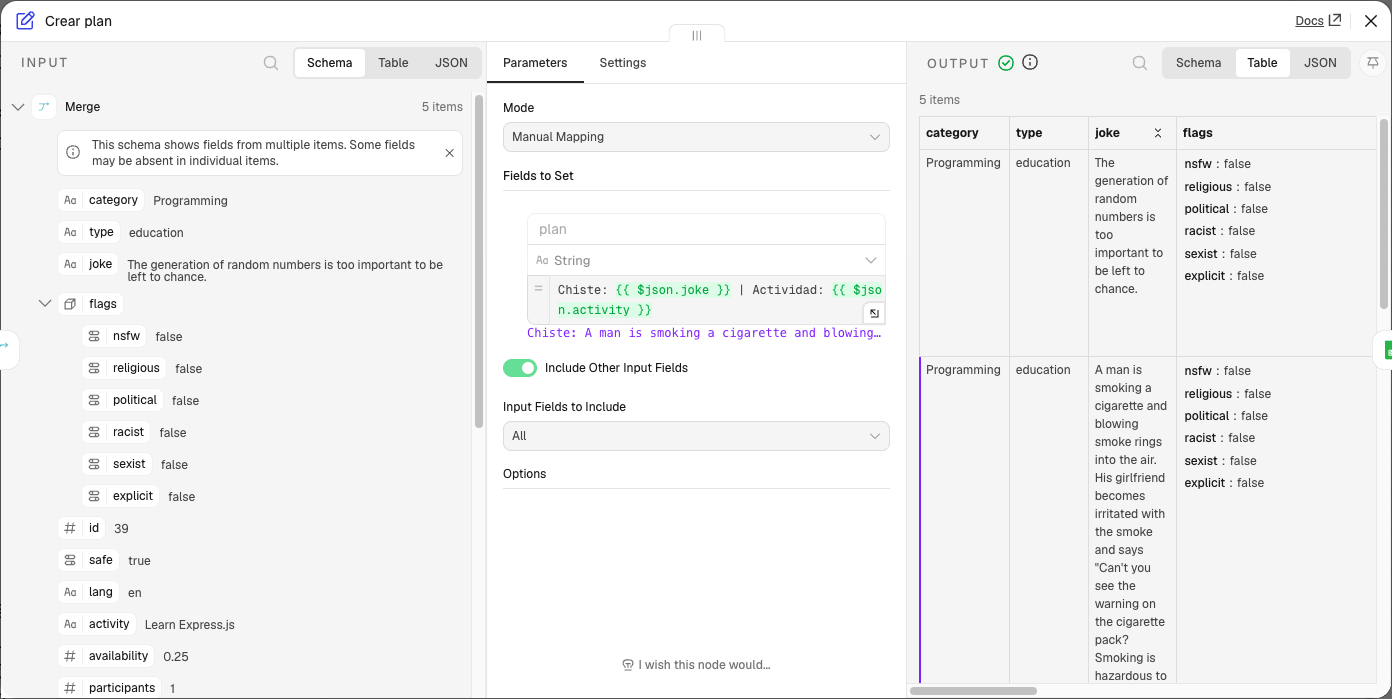 Crear plan
Docs
INPUT
Schema
Table
JSON
Merge
5 items
This schema shows fields from multiple items. Some fields
may be absent in individual items.
Aa category Programming
Aa type education
Aa joke The generation of random numbers is too important to be
left to chance.
flags
nsfw false
religious false
political false
racist false
sexist false
explicit false
# id 39
safe true
Aa lang en
Aa activity Learn Express.js
# availability 0.25
# participants 1
Parameters
Settings
Mode
Manual Mapping
Fields to Set
plan
Aa String
= Chiste: {{ $json.joke }} | Actividad: {{ $jso
n.activity }}
Chiste: A man is smoking a cigarette and blowing…
Include Other Input Fields
Input Fields to Include
All
Options
I wish this node would...
OUTPUT
Schema
Table
JSON
5 items
category type joke flags
Programming
education
The
generation of
random
numbers is
too
important to
be left to
chance.
nsfw : false
religious : false
political : false
racist : false
sexist : false
explicit : false
Programming
education
A man is
smoking a
cigarette and
blowing
smoke rings
into the air.
His girlfriend
becomes
irritated with
the smoke
and says
"Can't you
see the
warning on
the cigarette
pack?
Smoking is
hazardous to
nsfw : false
religious : false
political : false
racist : false
sexist : false
explicit : false